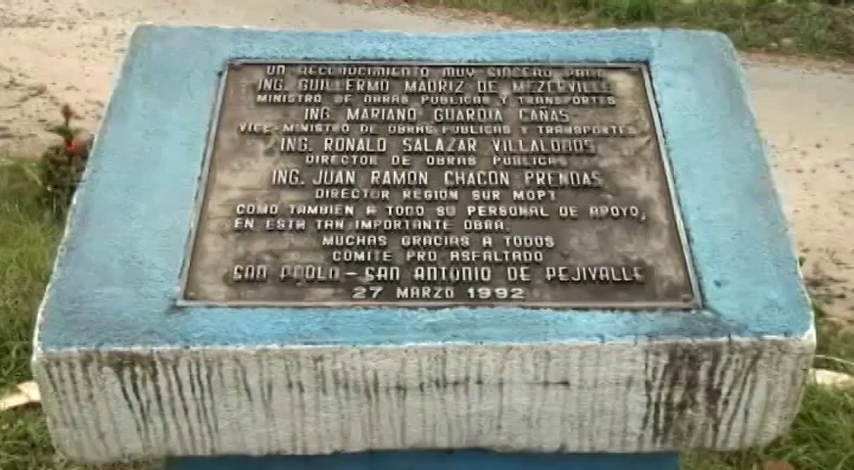 UN RECONOCIMIENTO MUY SINCERO PARA
ING. GUILLERMO MADRIZ DE MEZERVILLE
MINISTRO DE OBRAS PUBLICAS Y TRANSPORTES
ING. MARIANO GUARDIA CAÑAS
VICE-MINISTRO DE OBRAS PUBLICAS Y TRANSPORTES
ING. RONALD SALAZAR VILLALOBOS
DIRECTOR DE OBRAS PUBLICAS
ING. JUAN RAMON CHACON PRENDAS
DIRECTOR REGION SUR MOPT
COMO TAMBIEN A TODO SU PERSONAL DE APOYO,
EN ESTA TAN IMPORTANTE OBRA.
MUCHAS GRACIAS A TODOS
COMITE PRO ASFALTADO
SAN PABLO - SAN ANTONIO DE PEJIVALLE
27 MARZO 1992